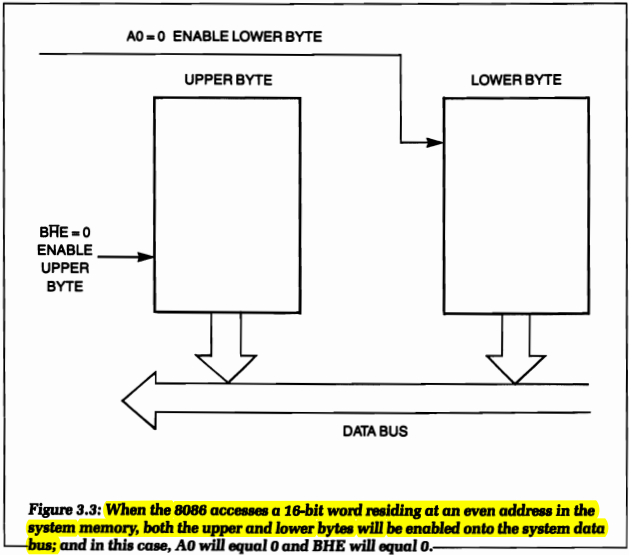 A0 = 0 ENABLE LOWER BYTE
UPPER BYTE
LOWER BYTE
BH̅E = 0
ENABLE
UPPER
BYTE
DATA BUS
Figure 3.3: When the 8086 accesses a 16-bit word residing at an even address in the
system memory, both the upper and lower bytes will be enabled onto the system data
bus; and in this case, A0 will equal 0 and BHE will equal 0.